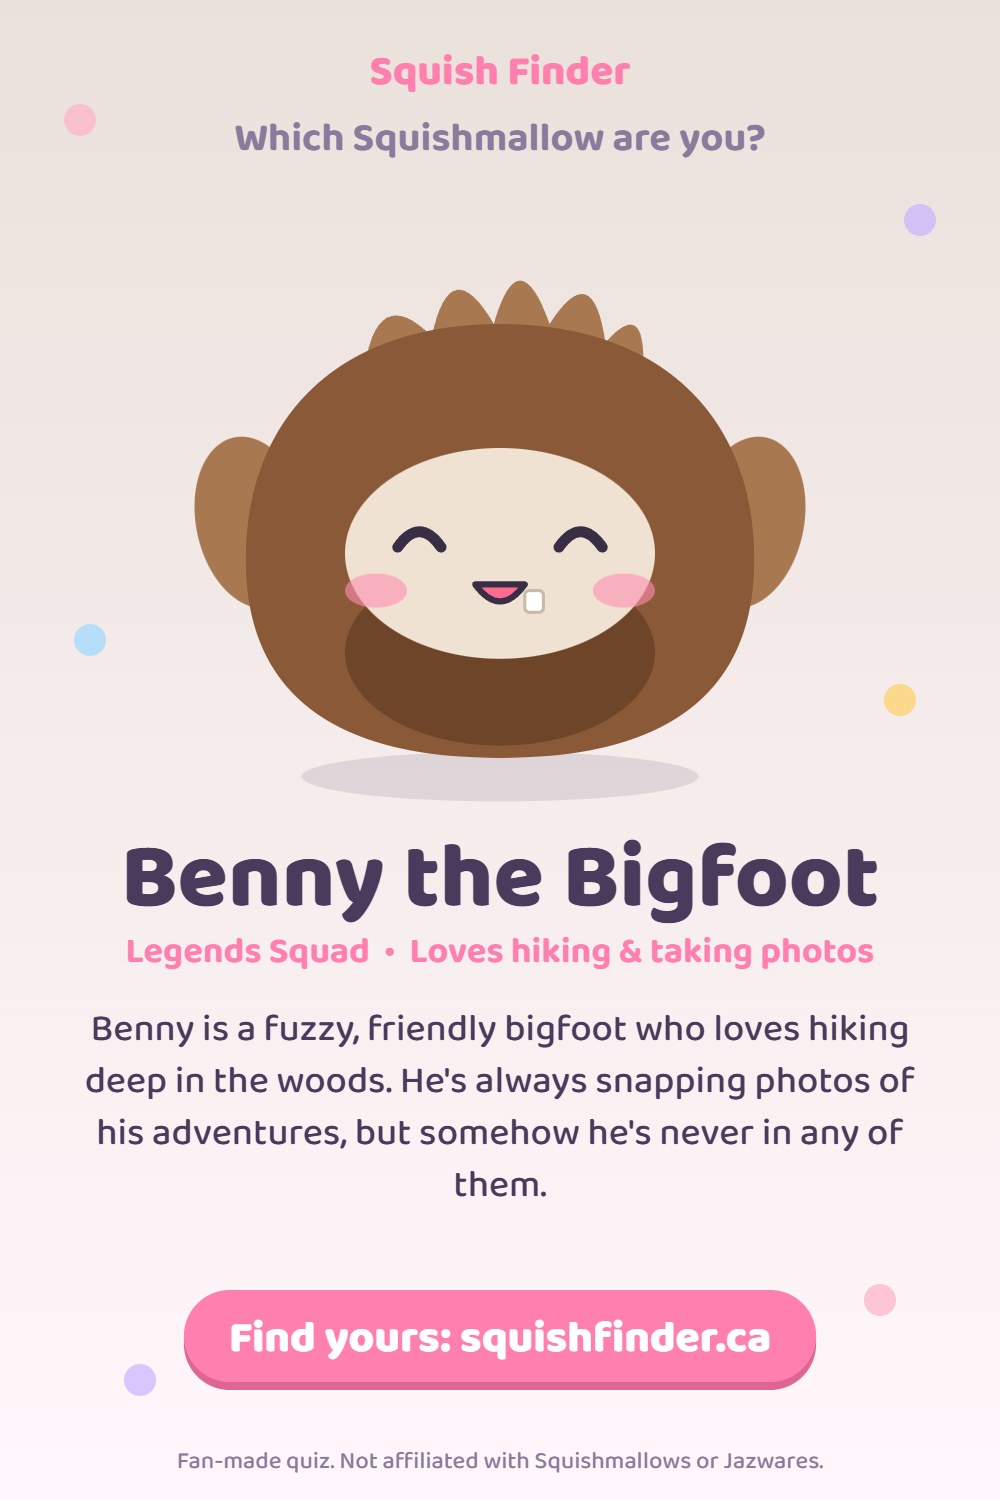 Squish Finder
Which Squishmallow are you?
Benny the Bigfoot
Legends Squad • Loves hiking & taking photos
Benny is a fuzzy, friendly bigfoot who loves hiking
deep in the woods. He's always snapping photos of
his adventures, but somehow he's never in any of
them.
Find yours: squishfinder.ca
Fan-made quiz. Not affiliated with Squishmallows or Jazwares.